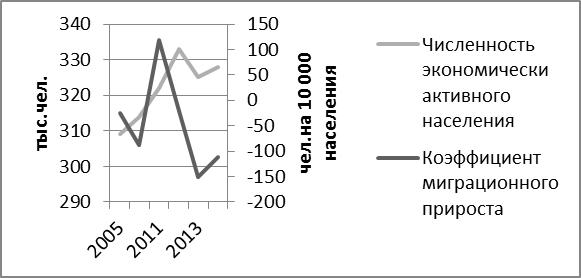 340
330
320
310
300
290
тыс.чел.
150
100
50
0
-50
-100
-150
-200
чел.на 10 000
населения
2005
2011
2013
Численность
экономически
активного
населения
Коэффициент
миграционного
прироста